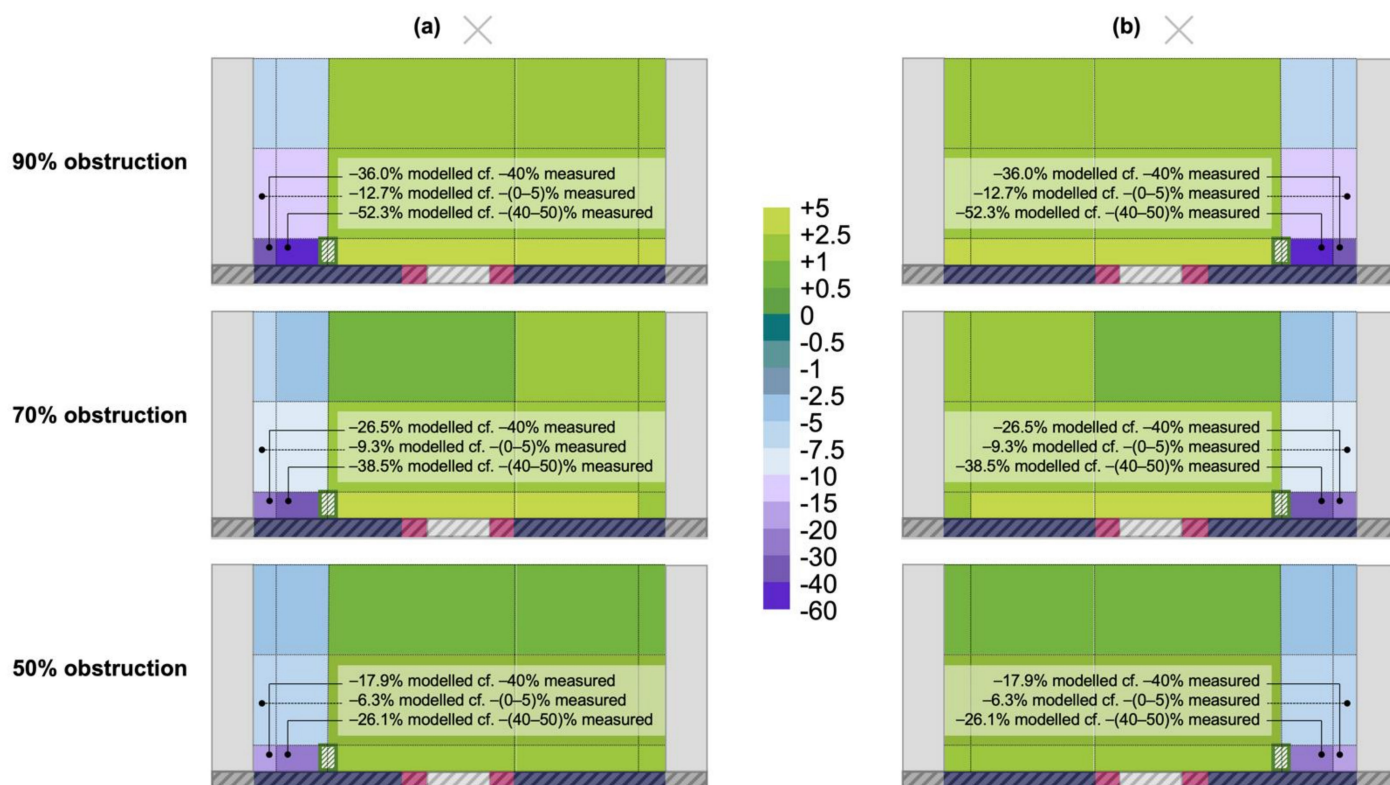 (a)
(b)
90% obstruction
–36.0% modelled cf. –40% measured
–12.7% modelled cf. –(0–5)% measured
–52.3% modelled cf. –(40–50)% measured
–36.0% modelled cf. –40% measured
–12.7% modelled cf. –(0–5)% measured
–52.3% modelled cf. –(40–50)% measured
+5
+2.5
+1
+0.5
0
-0.5
-1
-2.5
-5
-7.5
-10
-15
-20
-30
-40
-60
70% obstruction
–26.5% modelled cf. –40% measured
–9.3% modelled cf. –(0–5)% measured
–38.5% modelled cf. –(40–50)% measured
–26.5% modelled cf. –40% measured
–9.3% modelled cf. –(0–5)% measured
–38.5% modelled cf. –(40–50)% measured
50% obstruction
–17.9% modelled cf. –40% measured
–6.3% modelled cf. –(0–5)% measured
–26.1% modelled cf. –(40–50)% measured
–17.9% modelled cf. –40% measured
–6.3% modelled cf. –(0–5)% measured
–26.1% modelled cf. –(40–50)% measured